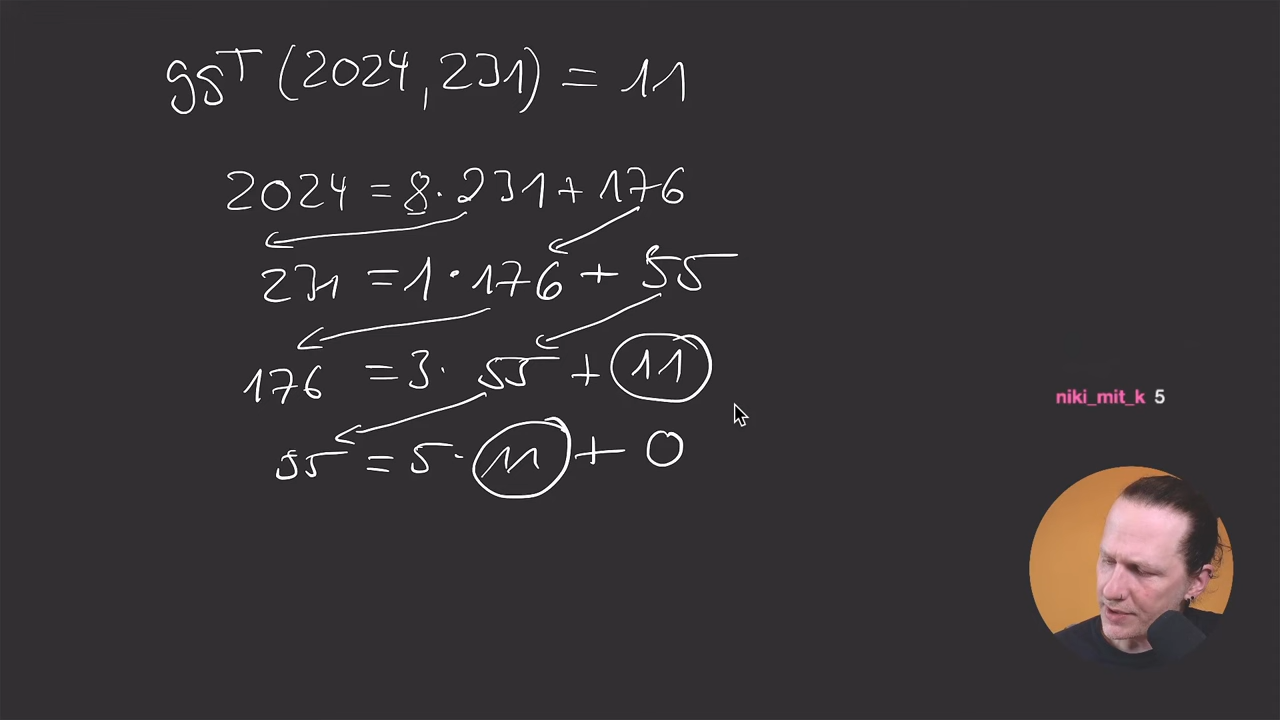 ggT (2024, 231) = 11
2024 = 8 · 231 + 176
231 = 1 · 176 + 55
176 = 3 · 55 + 11
55 = 5 · 11 + 0
niki_mit_k 5